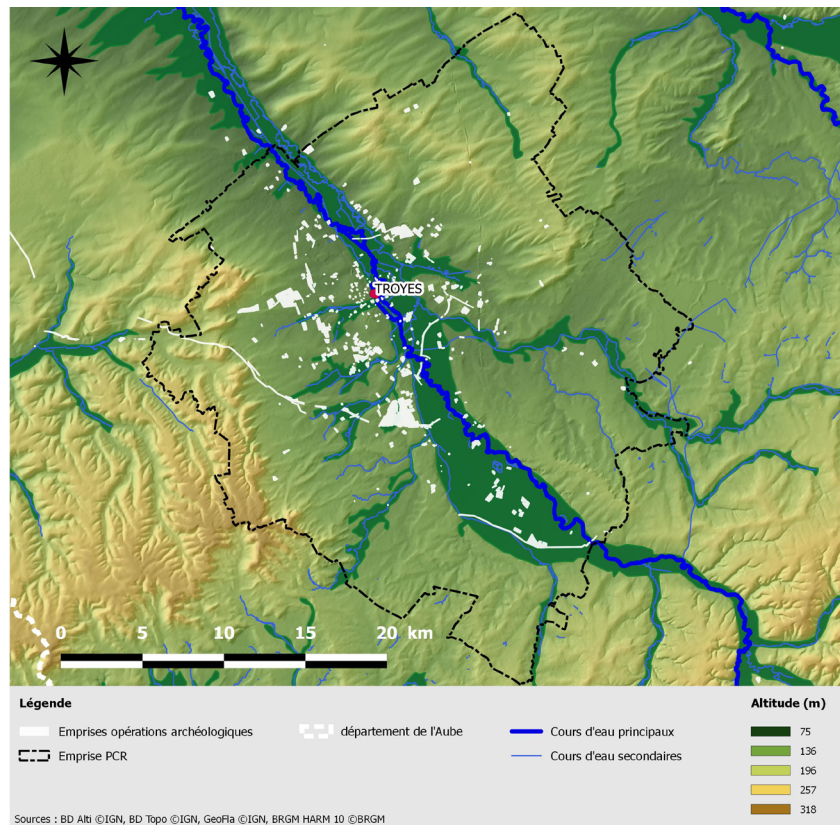 TROYES
0 5 10 15 20 km
Légende
Altitude (m)
Emprises opérations archéologiques
département de l'Aube
Cours d'eau principaux
75
Emprise PCR
Cours d'eau secondaires
136
196
257
318
Sources : BD Alti ©IGN, BD Topo ©IGN, GeoFla ©IGN, BRGM HARM 10 ©BRGM